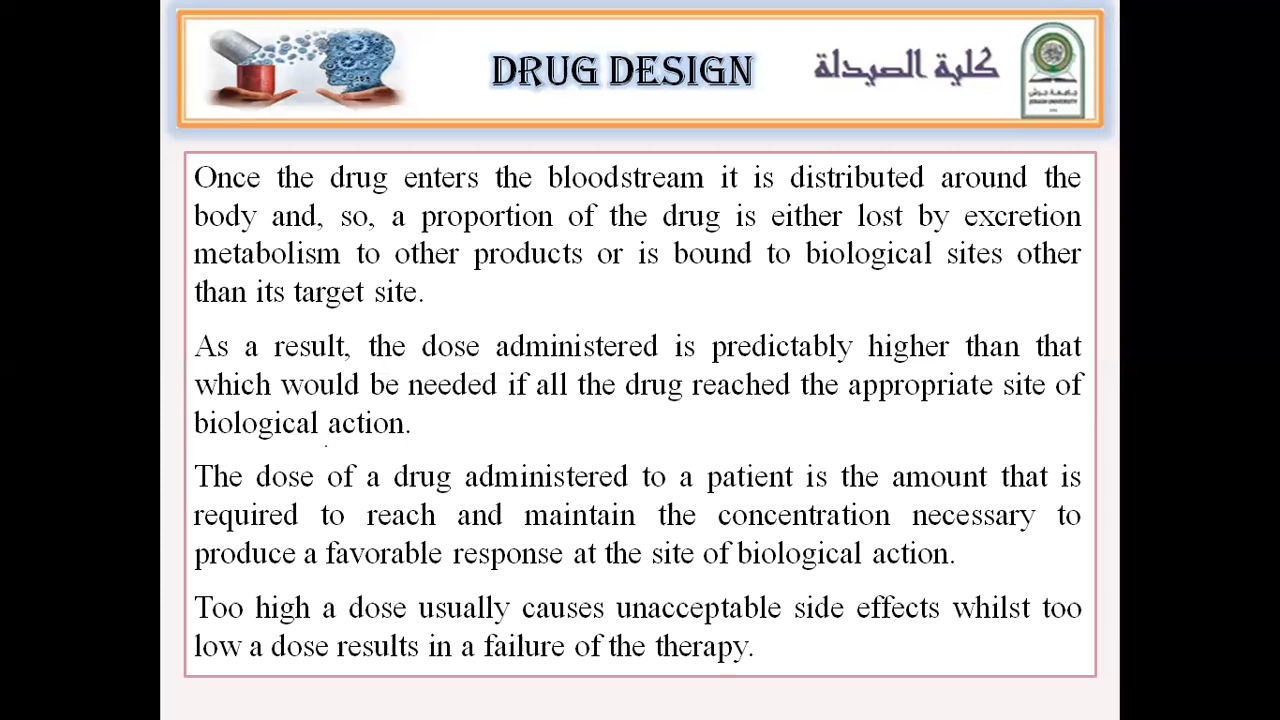 DRUG DESIGN
كلية الصيدلة
جامعة جرش
JERASH UNIVERSITY
Once the drug enters the bloodstream it is distributed around the
body and, so, a proportion of the drug is either lost by excretion
metabolism to other products or is bound to biological sites other
than its target site.
As a result, the dose administered is predictably higher than that
which would be needed if all the drug reached the appropriate site of
biological action.
The dose of a drug administered to a patient is the amount that is
required to reach and maintain the concentration necessary to
produce a favorable response at the site of biological action.
Too high a dose usually causes unacceptable side effects whilst too
low a dose results in a failure of the therapy.